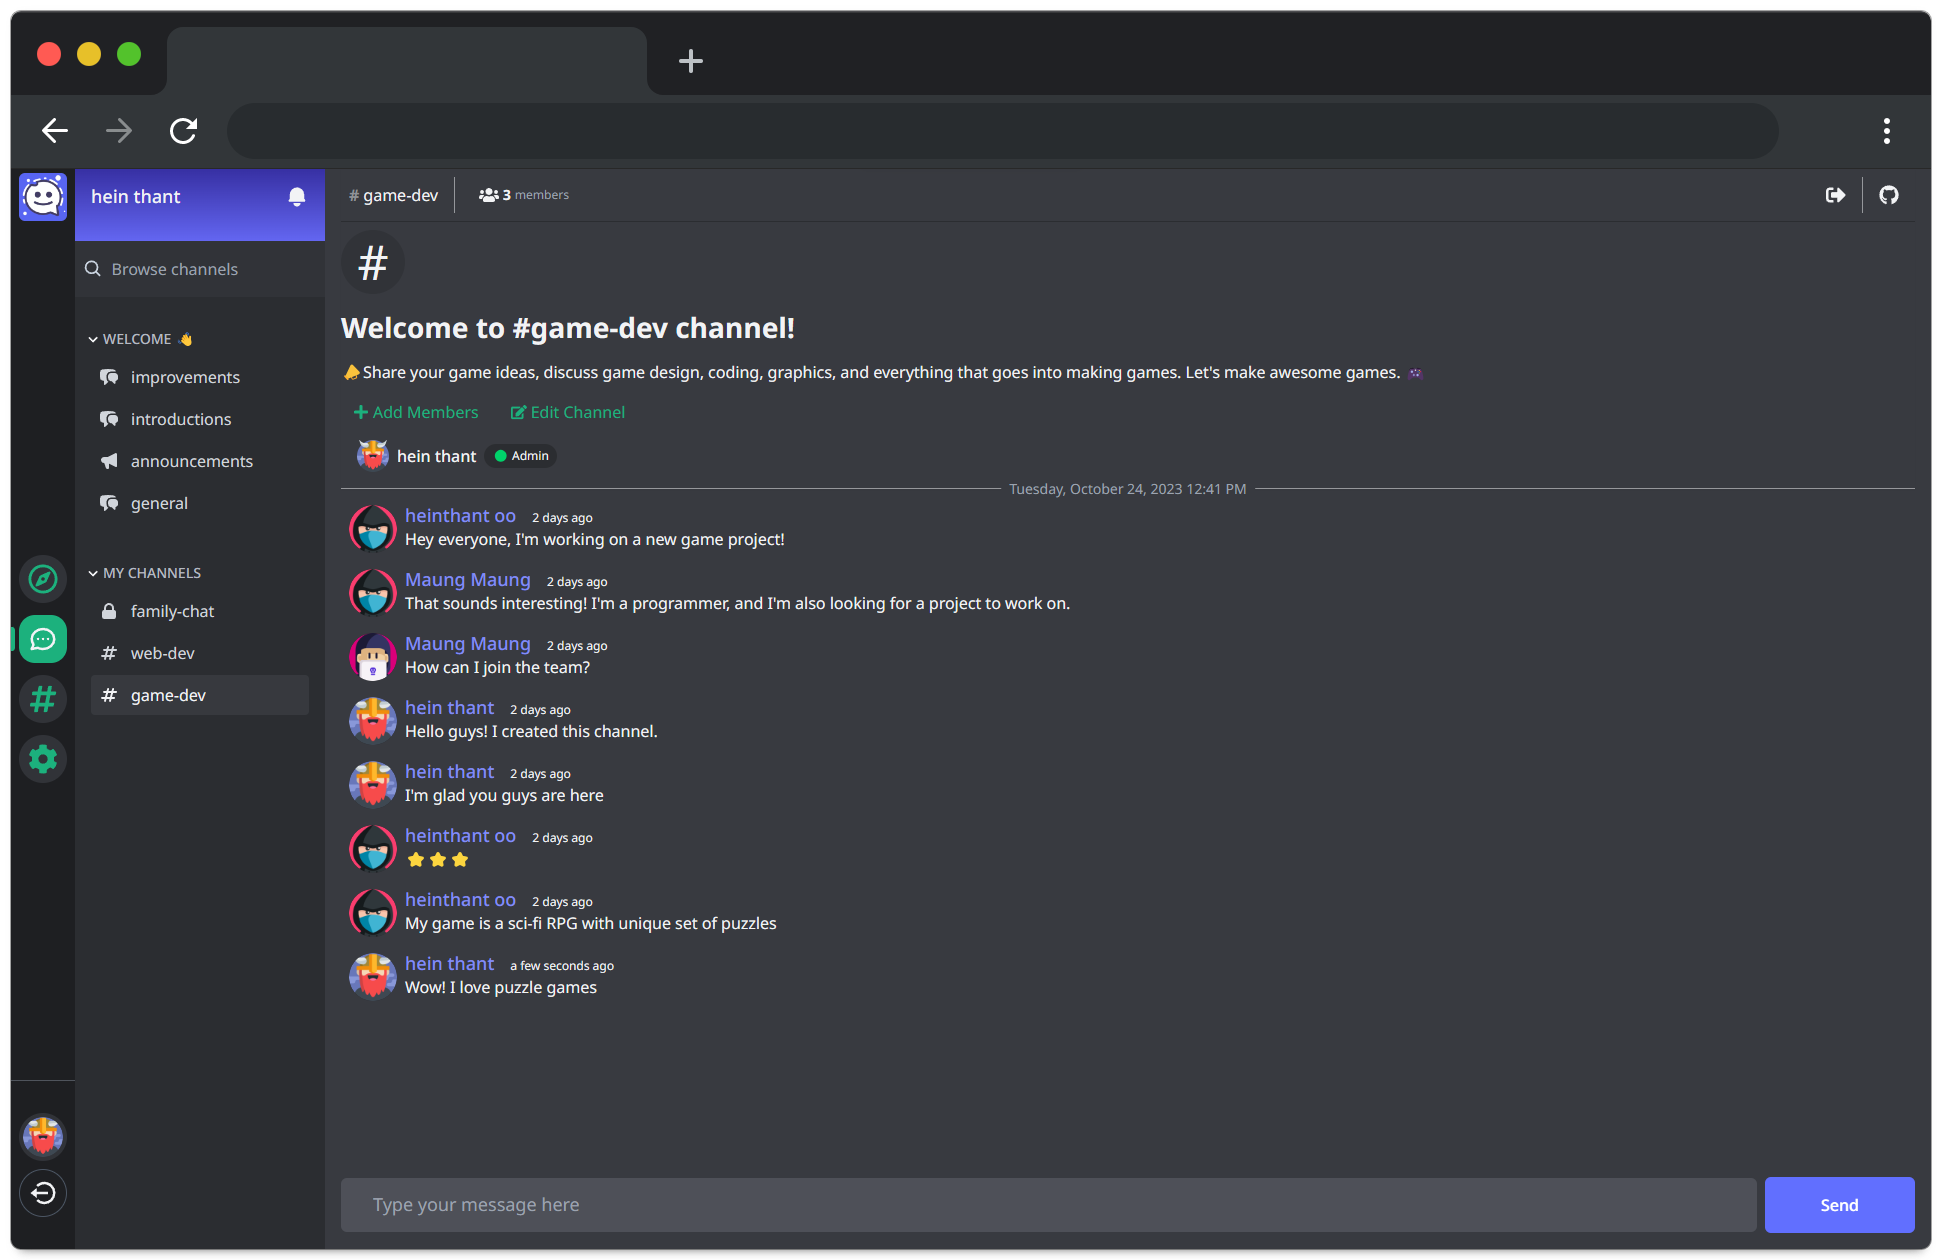 hein thant
Browse channels
WELCOME 👋
improvements
introductions
announcements
general
MY CHANNELS
family-chat
# web-dev
# game-dev
# game-dev
3 members
#
Welcome to #game-dev channel!
📣Share your game ideas, discuss game design, coding, graphics, and everything that goes into making games. Let's make awesome games. 👾
Add Members Edit Channel
hein thant Admin
Tuesday, October 24, 2023 12:41 PM
heinthant oo 2 days ago
Hey everyone, I'm working on a new game project!
Maung Maung 2 days ago
That sounds interesting! I'm a programmer, and I'm also looking for a project to work on.
Maung Maung 2 days ago
How can I join the team?
hein thant 2 days ago
Hello guys! I created this channel.
hein thant 2 days ago
I'm glad you guys are here
heinthant oo 2 days ago
⭐⭐⭐
heinthant oo 2 days ago
My game is a sci-fi RPG with unique set of puzzles
hein thant a few seconds ago
Wow! I love puzzle games
Type your message here
Send